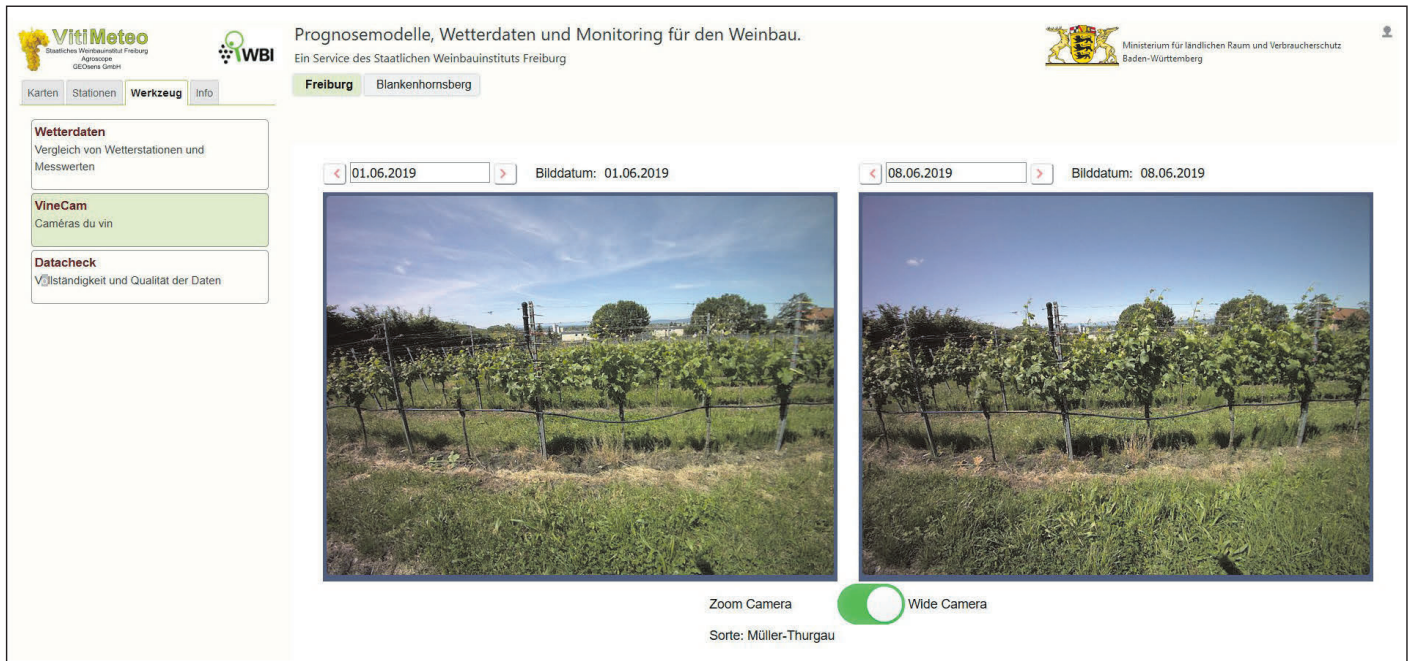 VitiMeteo
Staatliches Weinbauinstitut Freiburg
Agroscope
GEOsens GmbH
WBI
Prognosemodelle, Wetterdaten und Monitoring für den Weinbau.
Ein Service des Staatlichen Weinbauinstituts Freiburg
Ministerium für ländlichen Raum und Verbraucherschutz
Baden-Württemberg
Karten Stationen Werkzeug Info
Freiburg Blankenhornsberg
Wetterdaten
Vergleich von Wetterstationen und
Messwerten
VineCam
Caméras du vin
Datacheck
Vollständigkeit und Qualität der Daten
< 01.06.2019 > Bilddatum: 01.06.2019
< 08.06.2019 > Bilddatum: 08.06.2019
Zoom Camera Wide Camera
Sorte: Müller-Thurgau